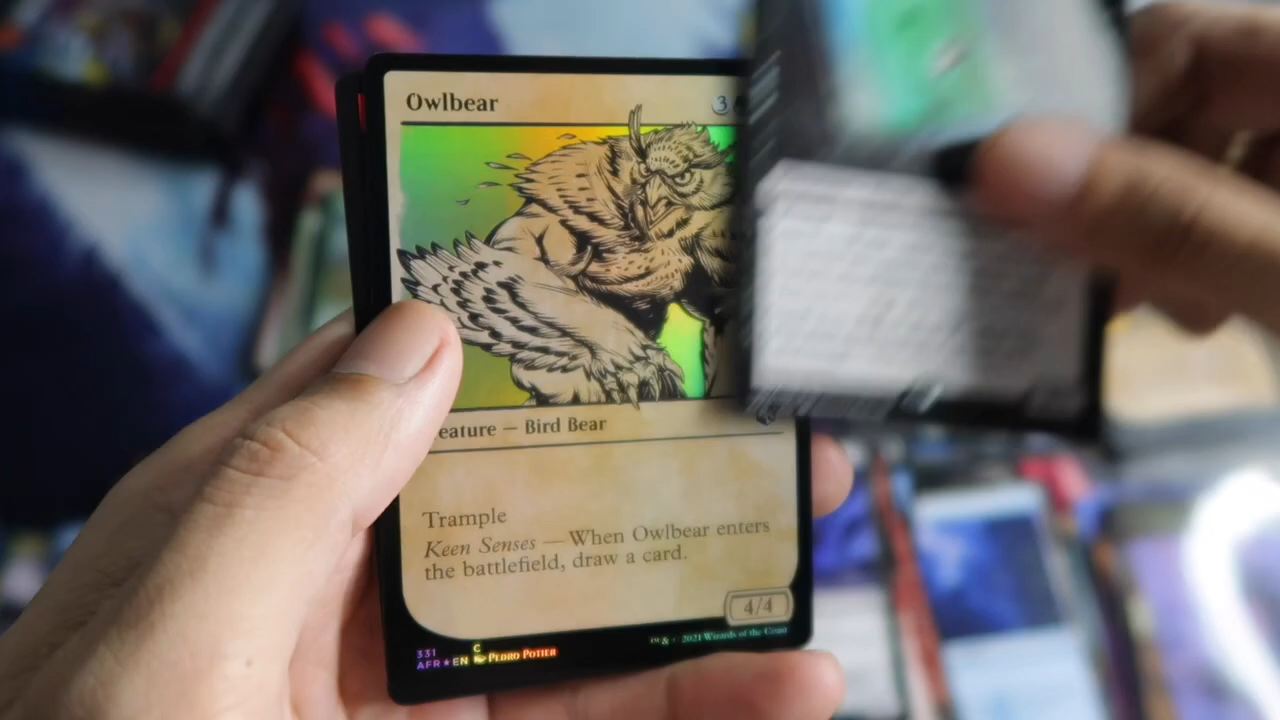 Owlbear 3
eature — Bird Bear
Trample
Keen Senses — When Owlbear enters
the battlefield, draw a card.
4/4
331 C
AFR★EN PEDRO POTIER
™ & 2021 Wizards of the Coast